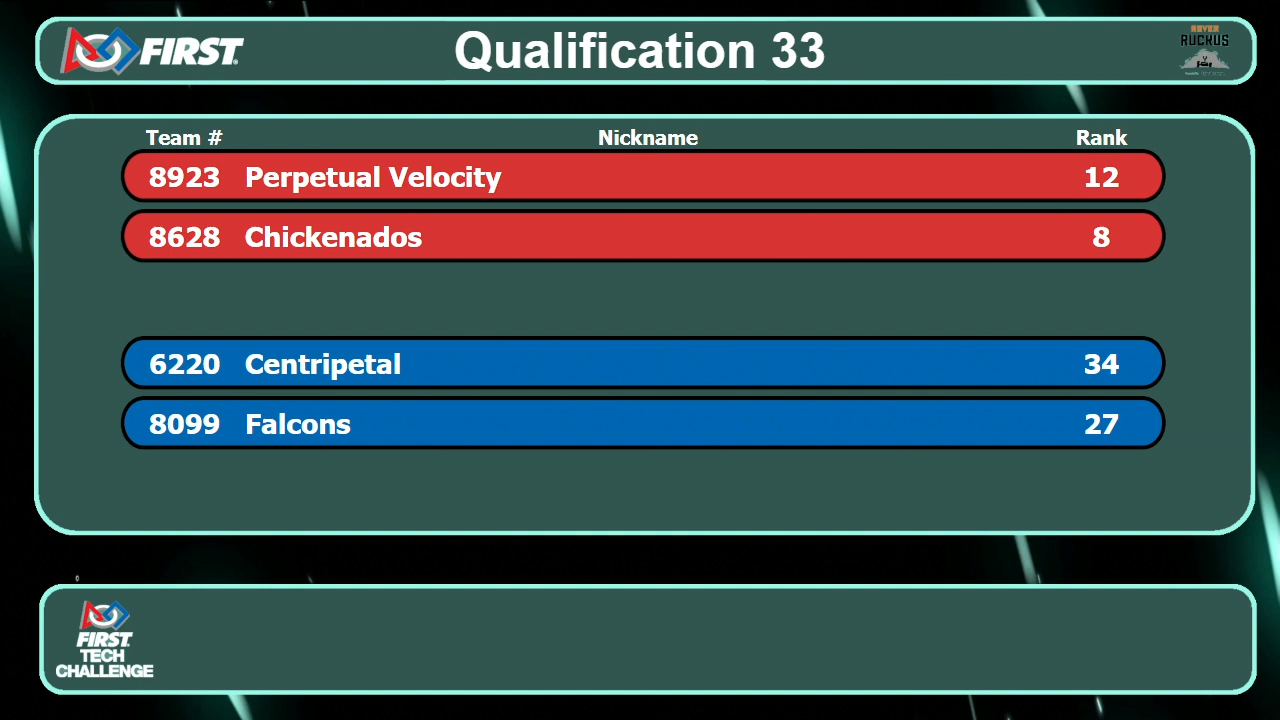 FIRST
Qualification 33
ROVER
RUCKUS
Team # Nickname Rank
8923 Perpetual Velocity 12
8628 Chickenados 8
6220 Centripetal 34
8099 Falcons 27
FIRST
TECH
CHALLENGE